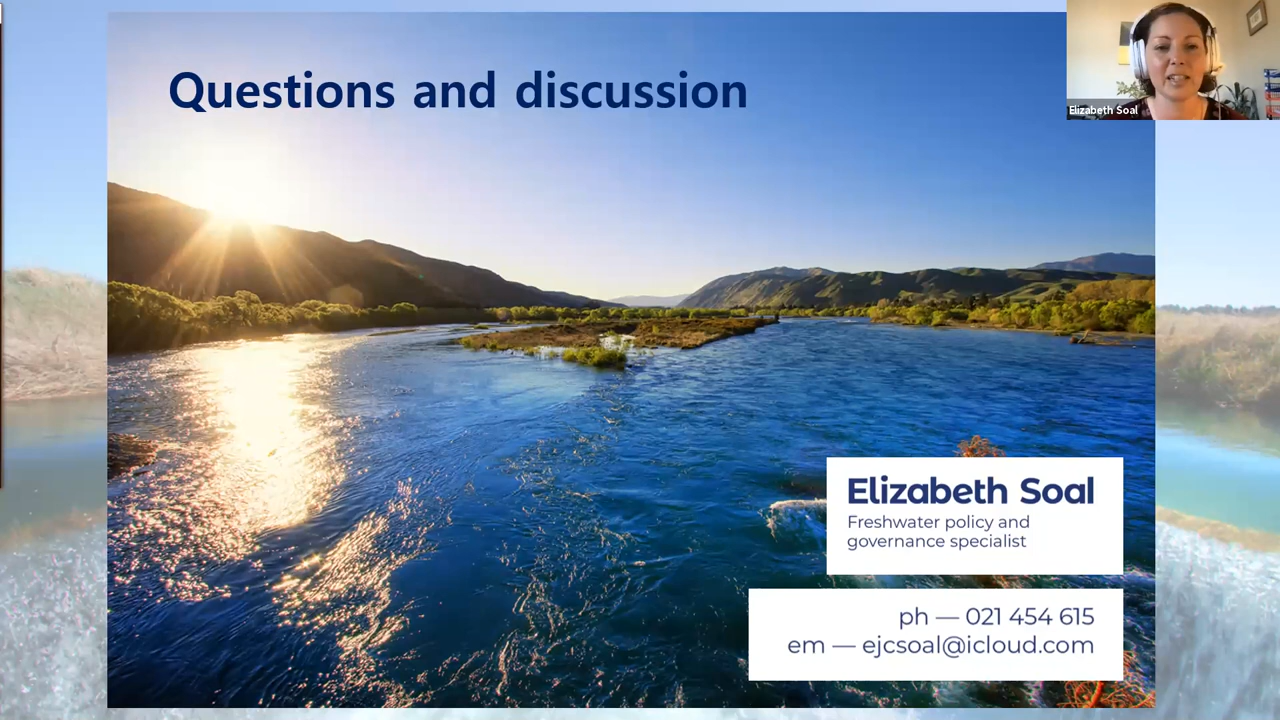 Questions and discussion
Elizabeth Soal
Elizabeth Soal
Freshwater policy and
governance specialist
ph — 021 454 615
em — ejcsoal@icloud.com